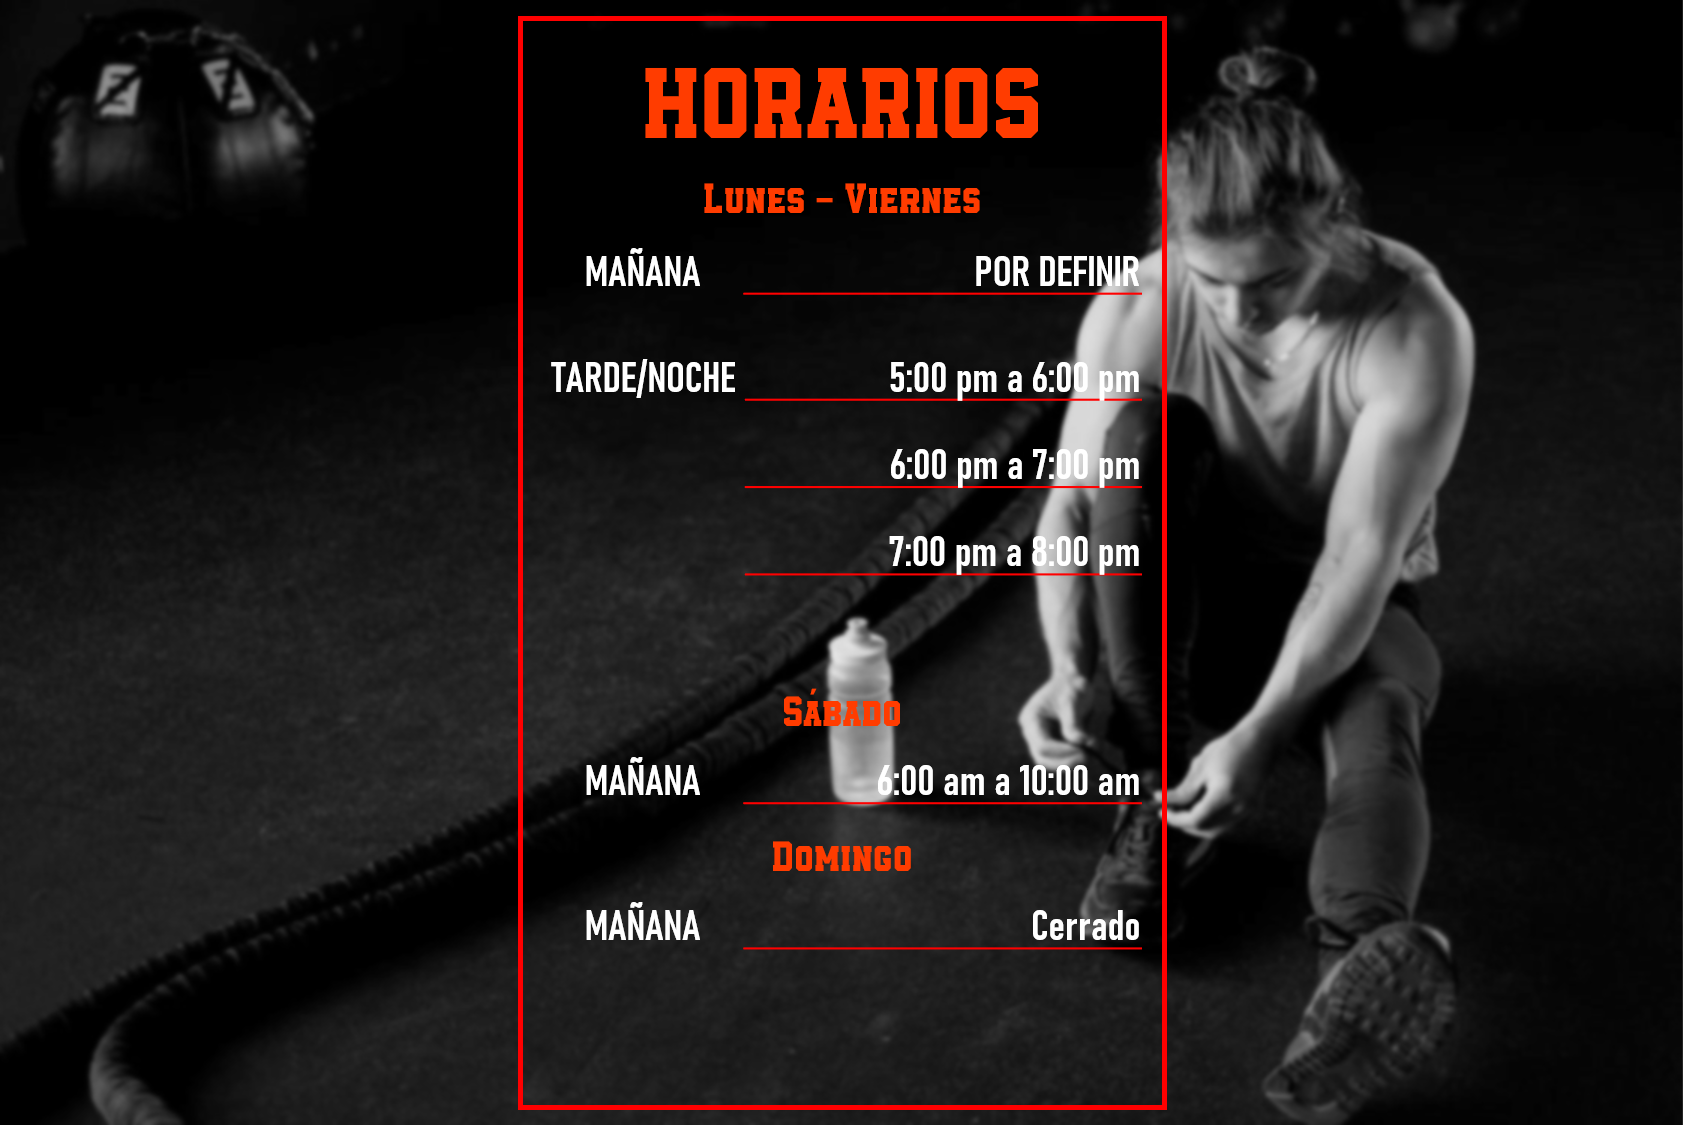 HORARIOS
LUNES – VIERNES
MAÑANA POR DEFINIR
TARDE/NOCHE 5:00 pm a 6:00 pm
6:00 pm a 7:00 pm
7:00 pm a 8:00 pm
SÁBADO
MAÑANA 6:00 am a 10:00 am
DOMINGO
MAÑANA Cerrado